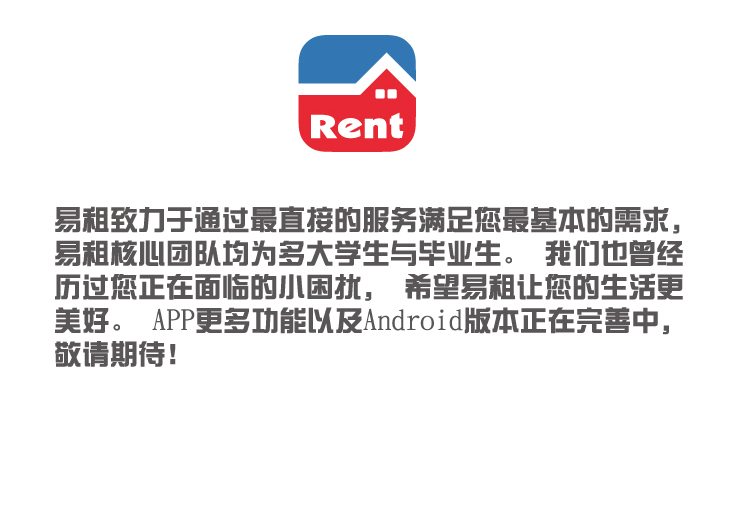 Rent
易租致力于通过最直接的服务满足您最基本的需求，
易租核心团队均为多大学生与毕业生。 我们也曾经
历过您正在面临的小困扰， 希望易租让您的生活更
美好。 APP更多功能以及Android版本正在完善中，
敬请期待！